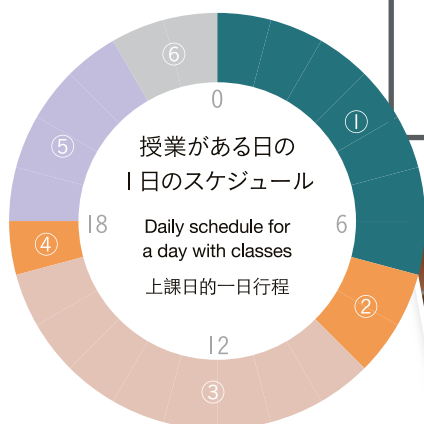 ⑥
0
①
授業がある日の
1日のスケジュール
⑤
18
6
Daily schedule for
a day with classes
④
上課日的一日行程
②
12
③